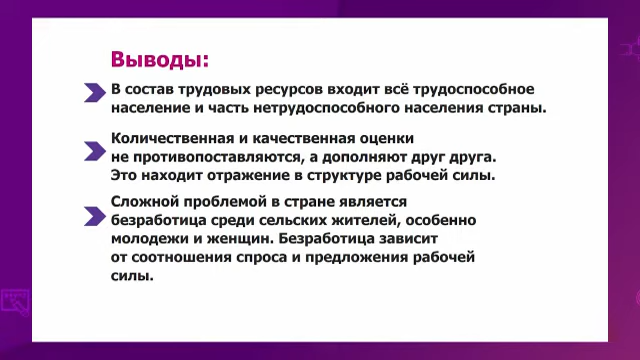 Выводы:
В состав трудовых ресурсов входит всё трудоспособное
население и часть нетрудоспособного населения страны.
Количественная и качественная оценки
не противопоставляются, а дополняют друг друга.
Это находит отражение в структуре рабочей силы.
Сложной проблемой в стране является
безработица среди сельских жителей, особенно
молодежи и женщин. Безработица зависит
от соотношения спроса и предложения рабочей
силы.